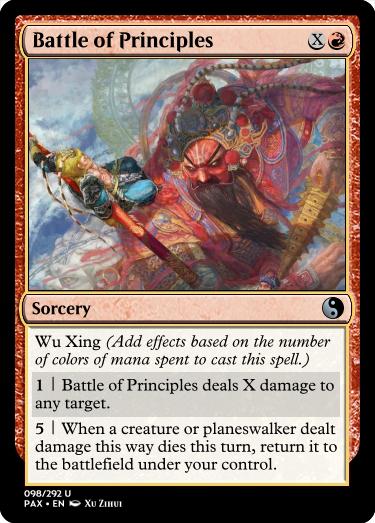 Battle of Principles X
Sorcery
Wu Xing (Add effects based on the number
of colors of mana spent to cast this spell.)
1 | Battle of Principles deals X damage to
any target.
5 | When a creature or planeswalker dealt
damage this way dies this turn, return it to
the battlefield under your control.
098/292 U
PAX • EN Xu Zihui